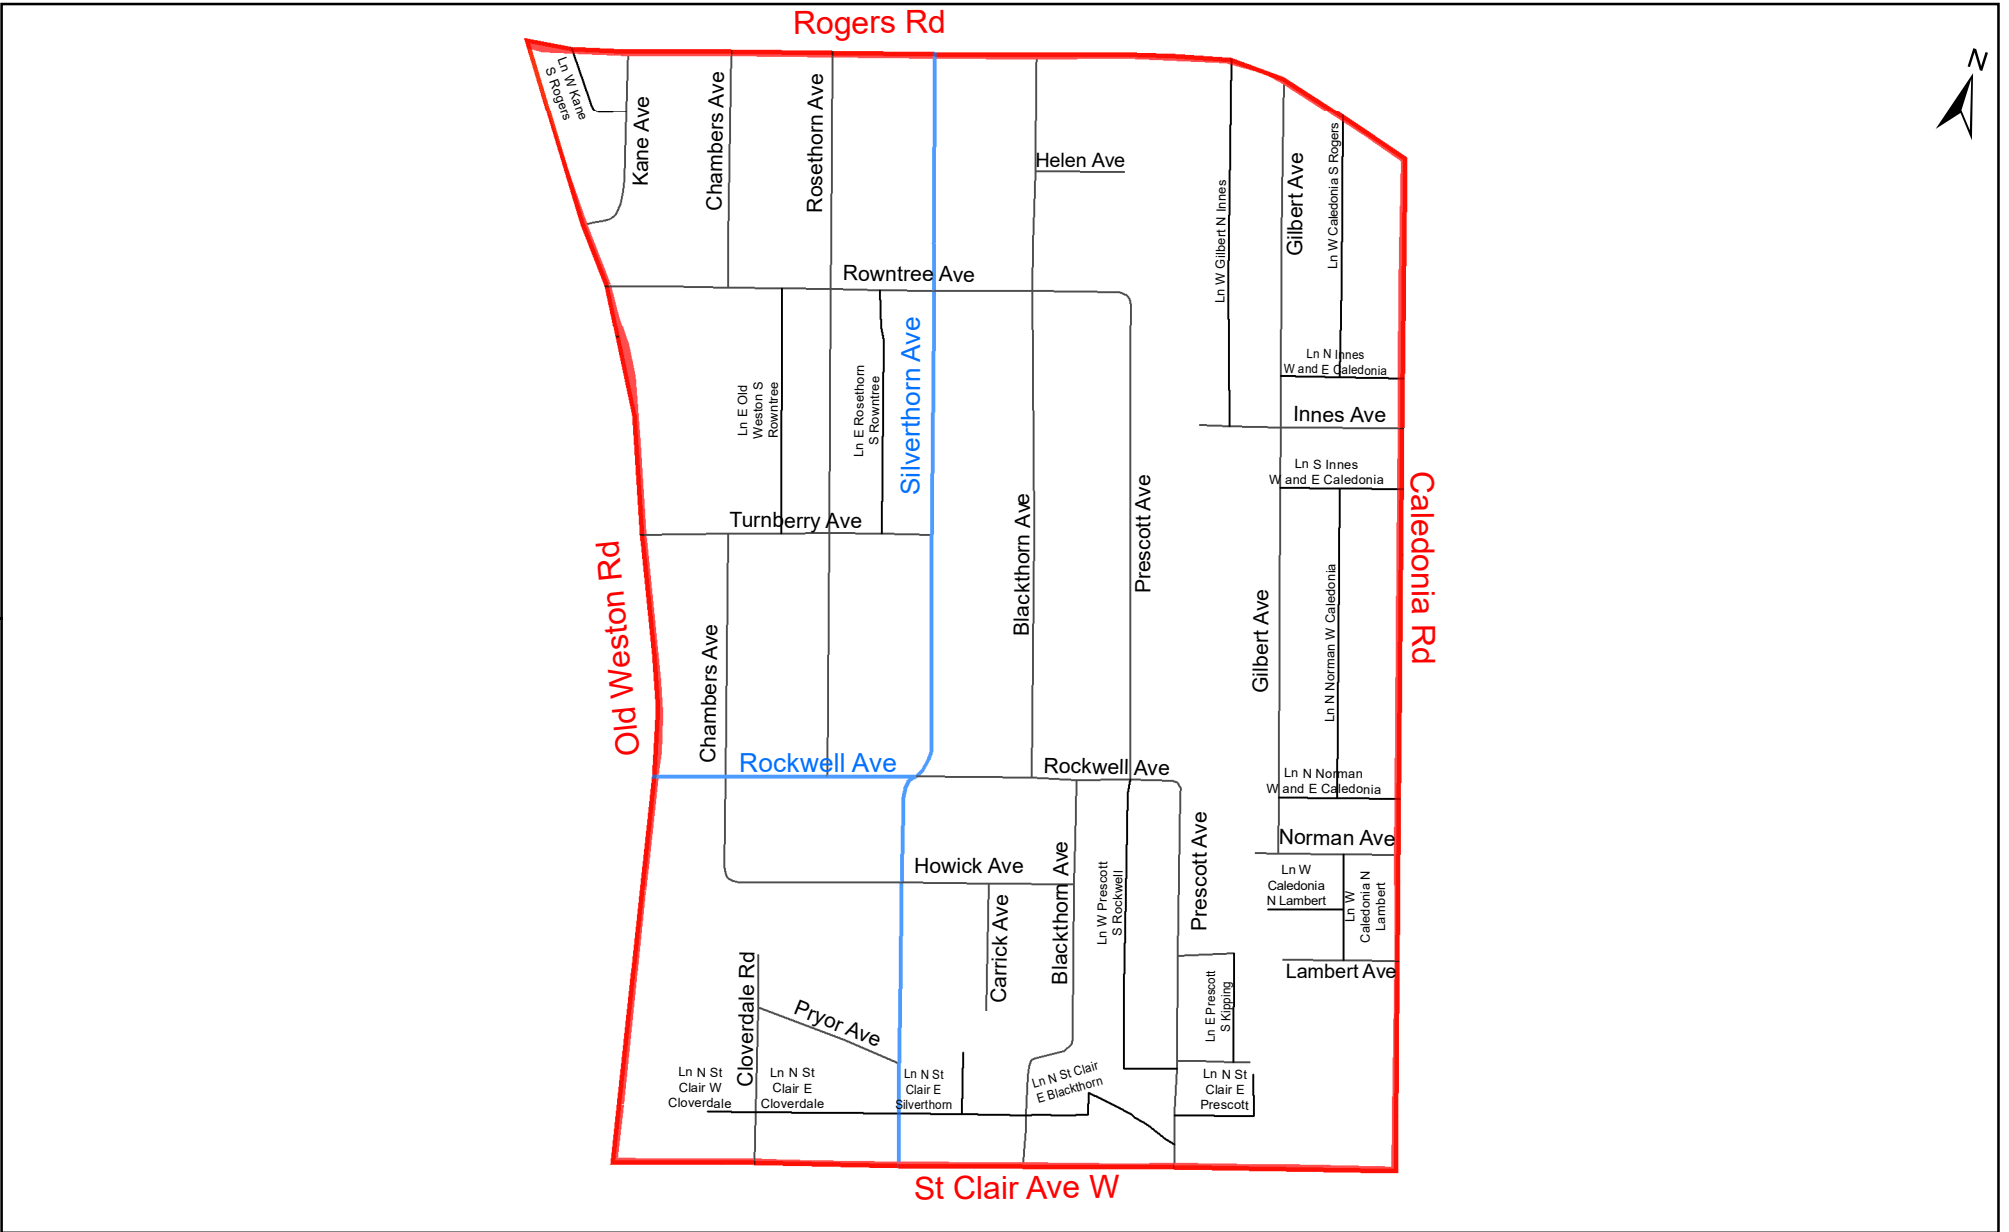 Rogers Rd
N
Ln W Kane
S Rogers
Kane Ave
Chambers Ave
Rosethorn Ave
Helen Ave
Ln W Gilbert N Innes
Gilbert Ave
Ln W Caledonia S Rogers
Rowntree Ave
Ln E Old
Weston S
Rowntree
Ln E Rosethorn
S Rowntree
Silverthorn Ave
Ln N Innes
W and E Caledonia
Innes Ave
Ln S Innes
W and E Caledonia
Turnberry Ave
Blackthorn Ave
Prescott Ave
Caledonia Rd
Old Weston Rd
Chambers Ave
Gilbert Ave
Ln N Norman W Caledonia
Rockwell Ave
Rockwell Ave
Ln N Norman
W and E Caledonia
Norman Ave
Howick Ave
Blackthorn Ave
Ln W Prescott
S Rockwell
Prescott Ave
Ln W
Caledonia
N Lambert
Ln W
Caledonia N
Lambert
Carrick Ave
Lambert Ave
Cloverdale Rd
Pryor Ave
Ln E Prescott
S Kipping
Ln N St
Clair W
Cloverdale
Ln N St
Clair E
Cloverdale
Ln N St
Clair E
Silverthorn
Ln N St Clair
E Blackthorn
Ln N St
Clair E
Prescott
St Clair Ave W